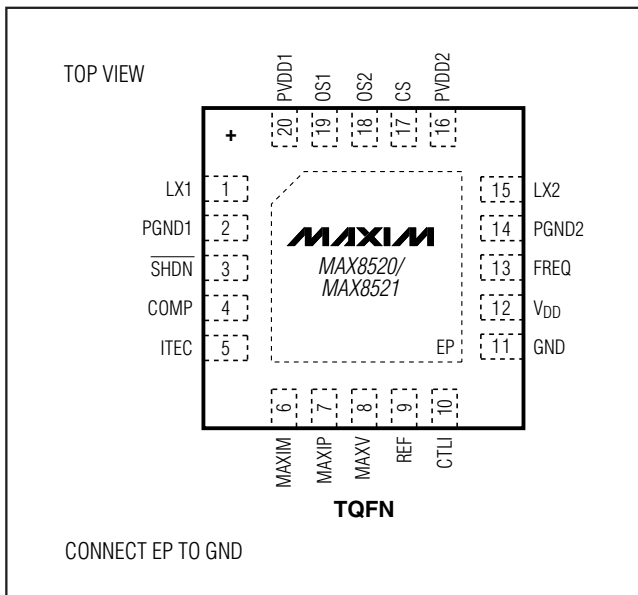 TOP VIEW
PVDD1
OS1
OS2
CS
PVDD2
20
19
18
17
16
+
LX1
1
PGND1
2
SHDN
3
COMP
4
ITEC
5
MAXIM
MAX8520/
MAX8521
EP
15
LX2
14
PGND2
13
FREQ
12
VDD
11
GND
6
7
8
9
10
MAXIM
MAXIP
MAXV
REF
CTLI
TQFN
CONNECT EP TO GND